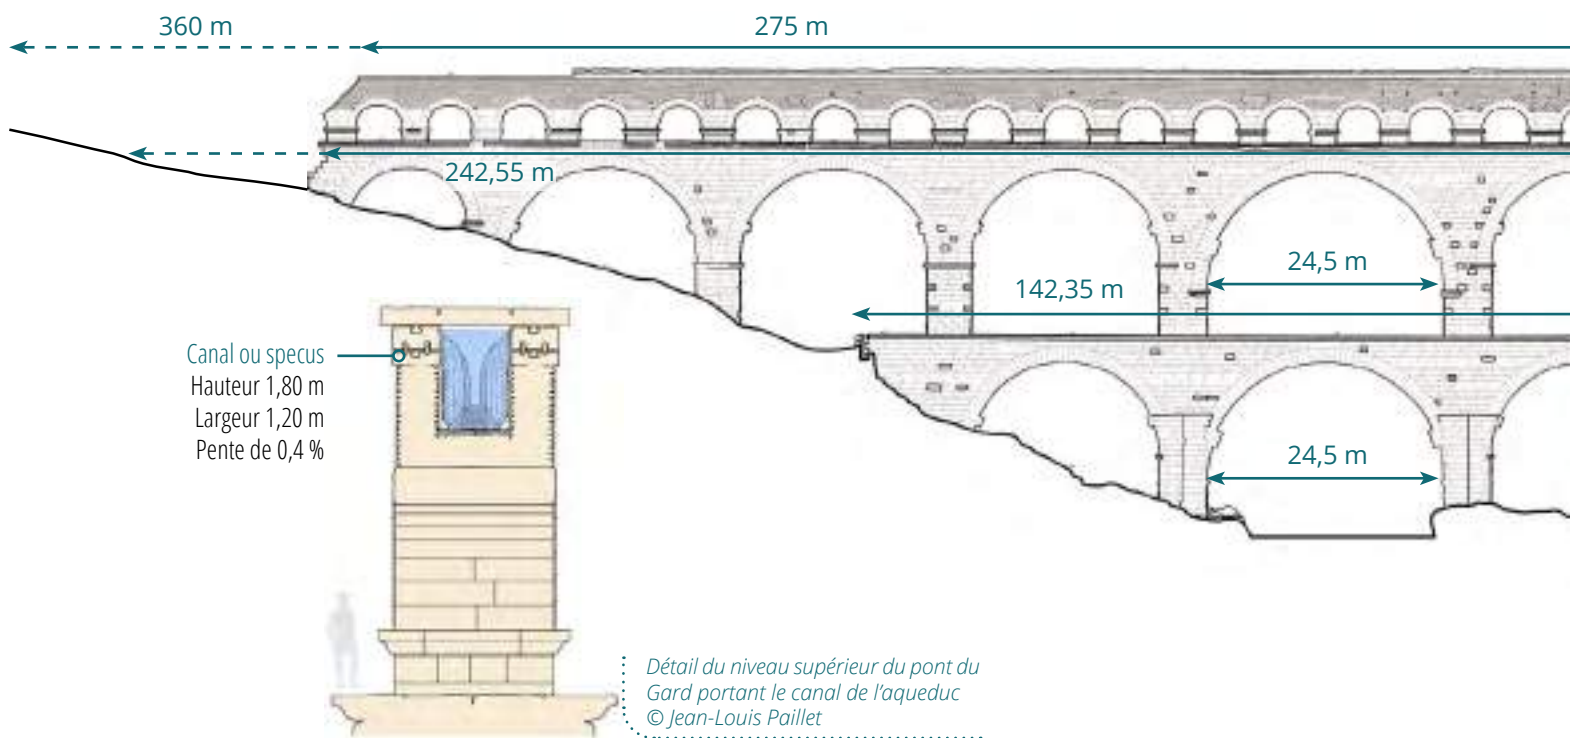 360 m
275 m
242,55 m
24,5 m
142,35 m
Canal ou specus
Hauteur 1,80 m
Largeur 1,20 m
Pente de 0,4 %
24,5 m
Détail du niveau supérieur du pont du
Gard portant le canal de l'aqueduc
© Jean-Louis Paillet